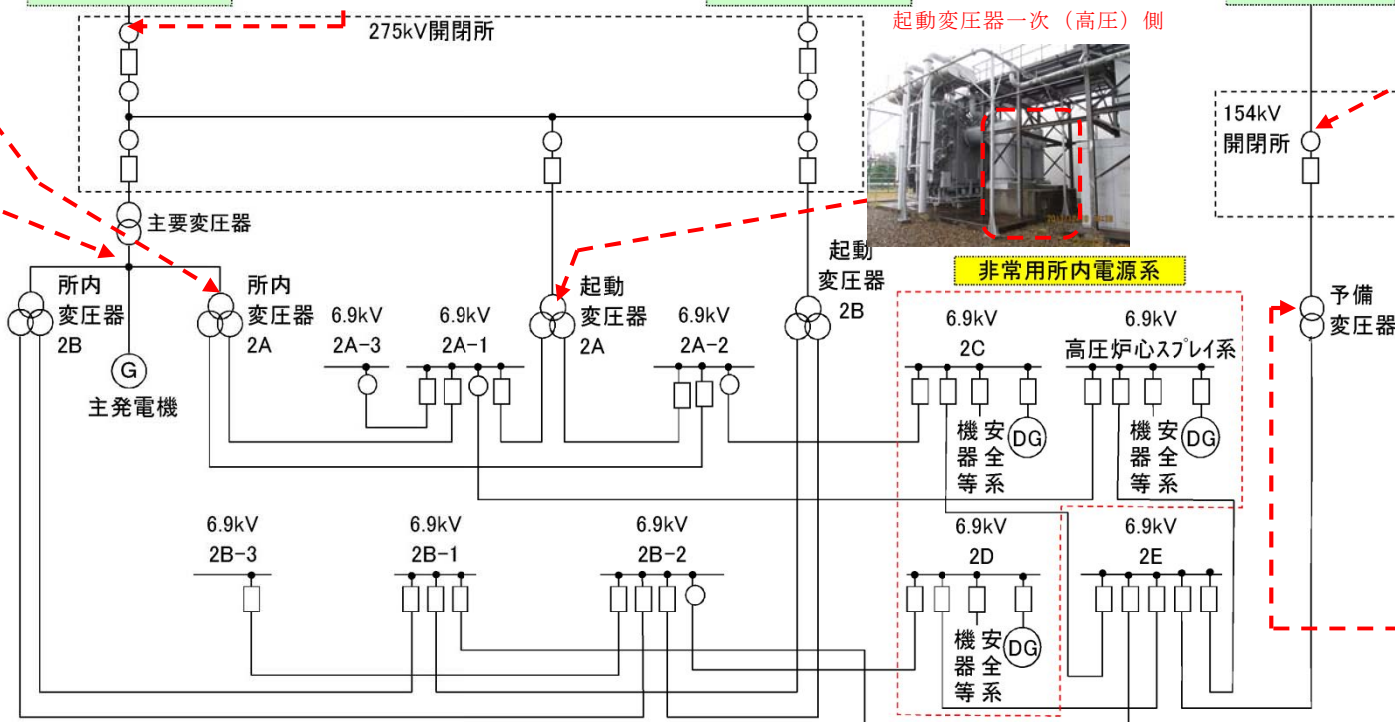 起動変圧器一次（高圧）側
275kV開閉所
154kV
開閉所
主要変圧器
所内
変圧器
2B
所内
変圧器
2A
G
主発電機
6.9kV
2A-3
6.9kV
2A-1
起動
変圧器
2A
6.9kV
2A-2
起動
変圧器
2B
非常用所内電源系
6.9kV
2C
安全系
機器等
DG
6.9kV
高圧炉心スプレイ系
安全系
機器等
DG
予備
変圧器
6.9kV
2B-3
6.9kV
2B-1
6.9kV
2B-2
6.9kV
2D
安全系
機器等
DG
6.9kV
2E